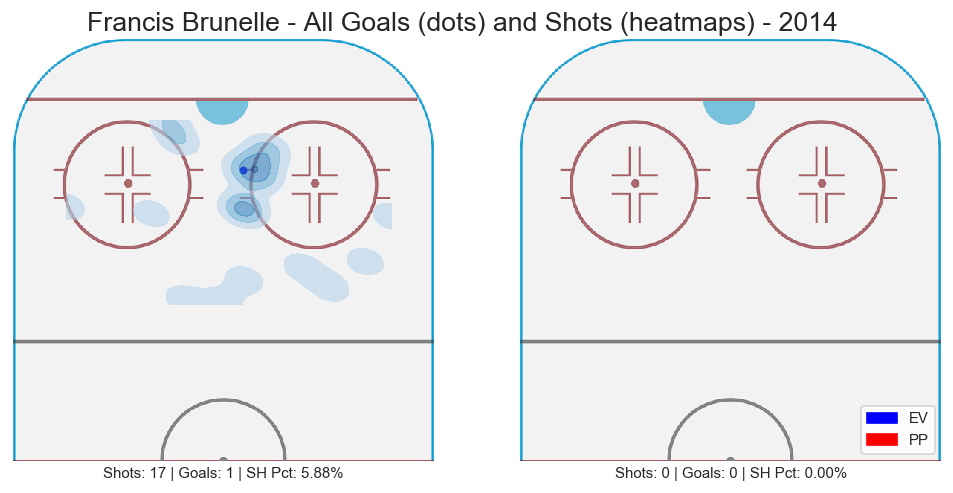 Francis Brunelle - All Goals (dots) and Shots (heatmaps) - 2014
EV
PP
Shots: 17 | Goals: 1 | SH Pct: 5.88%
Shots: 0 | Goals: 0 | SH Pct: 0.00%